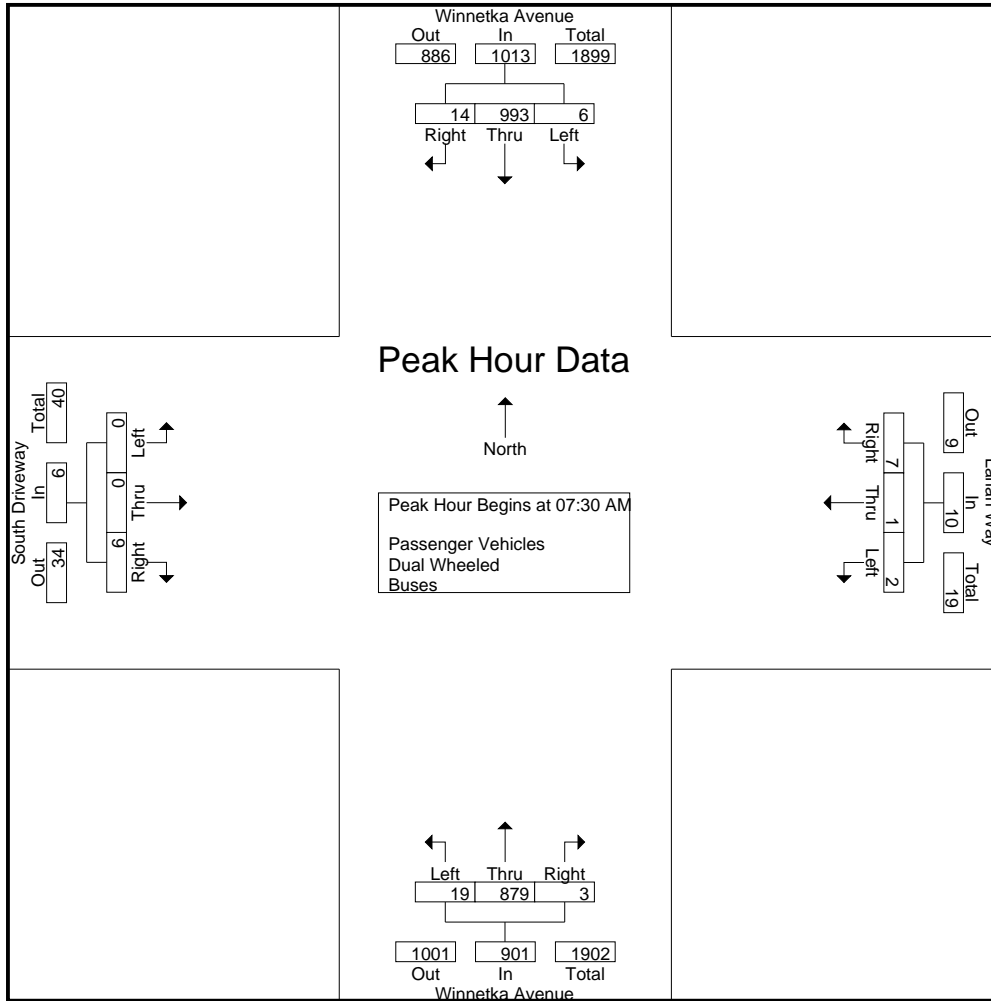 Winnetka Avenue
Out In Total
886 1013 1899
14 993 6
Right Thru Left
Peak Hour Data
North
Peak Hour Begins at 07:30 AM
Passenger Vehicles
Dual Wheeled
Buses
South Driveway
Total In Out
40 6 34
0 0 6
Left Thru Right
Way
Out In Total
9 10 19
7 1 2
Right Thru Left
Left Thru Right
19 879 3
1001 901 1902
Out In Total
Winnetka Avenue